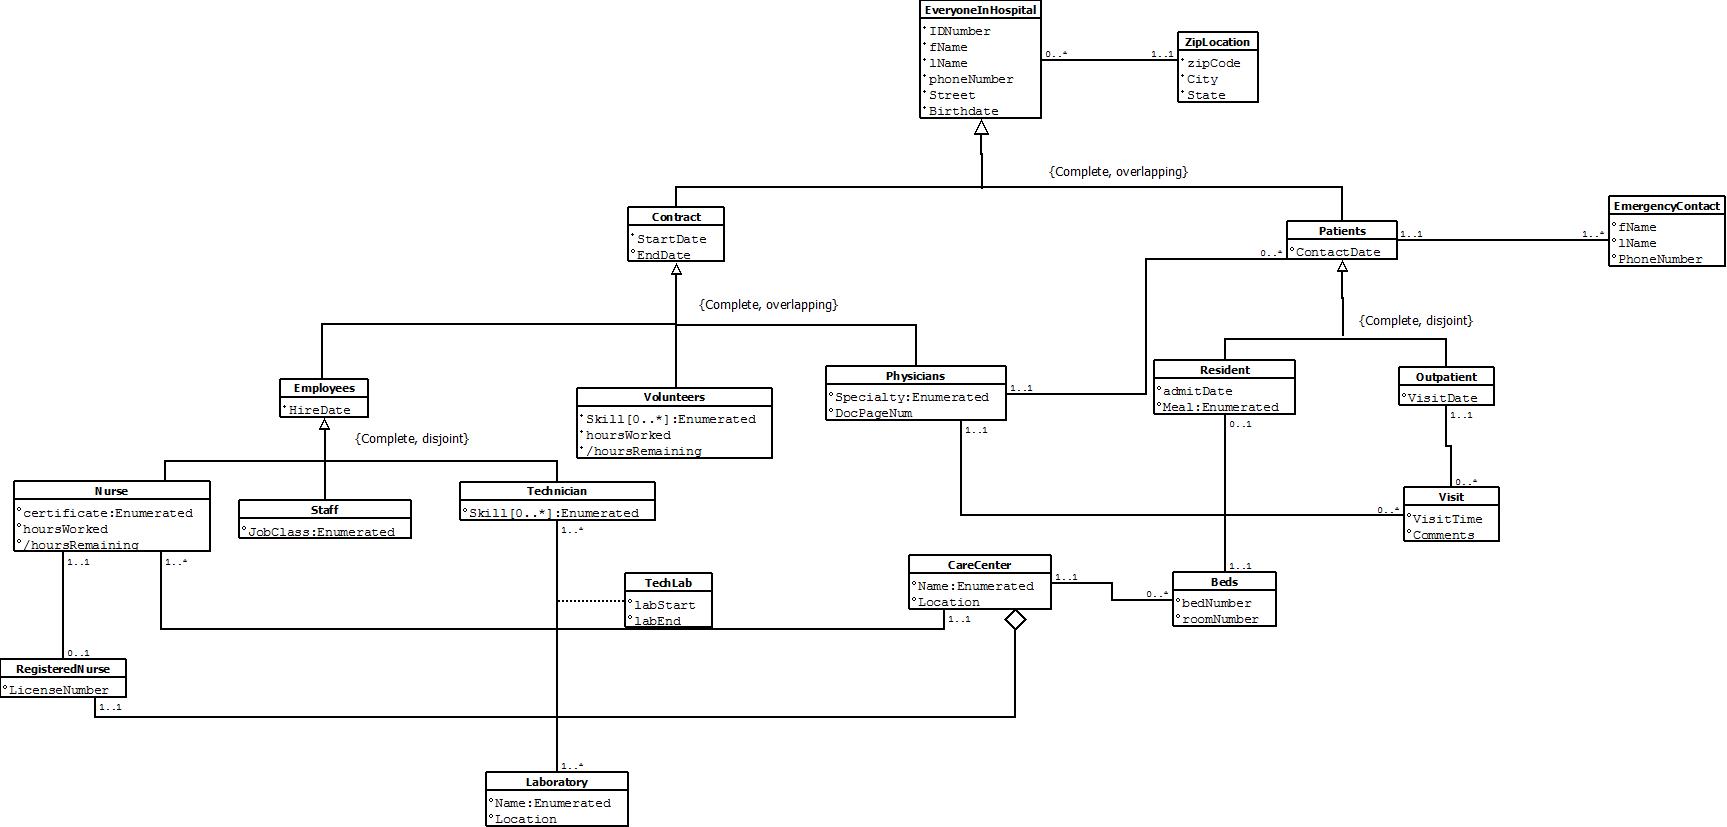 EveryoneInHospital
IDNumber
fName
lName
phoneNumber
Street
Birthdate
0..*
1..1
ZipLocation
zipCode
City
State
{Complete, overlapping}
Contract
StartDate
EndDate
Patients
ContactDate
0..*
1..1
1..*
EmergencyContact
fName
lName
PhoneNumber
{Complete, overlapping}
{Complete, disjoint}
Employees
HireDate
Volunteers
Skill[0..*]:Enumerated
hoursWorked
/hoursRemaining
Physicians
Specialty:Enumerated
DocPageNum
1..1
1..1
Resident
admitDate
Meal:Enumerated
0..1
Outpatient
VisitDate
1..1
{Complete, disjoint}
Nurse
certificate:Enumerated
hoursWorked
/hoursRemaining
1..1
1..*
Staff
JobClass:Enumerated
Technician
Skill[0..*]:Enumerated
1..*
0..*
0..*
Visit
VisitTime
Comments
TechLab
labStart
labEnd
CareCenter
Name:Enumerated
Location
1..1
1..1
0..*
1..1
Beds
bedNumber
roomNumber
0..1
RegisteredNurse
LicenseNumber
1..1
1..*
Laboratory
Name:Enumerated
Location